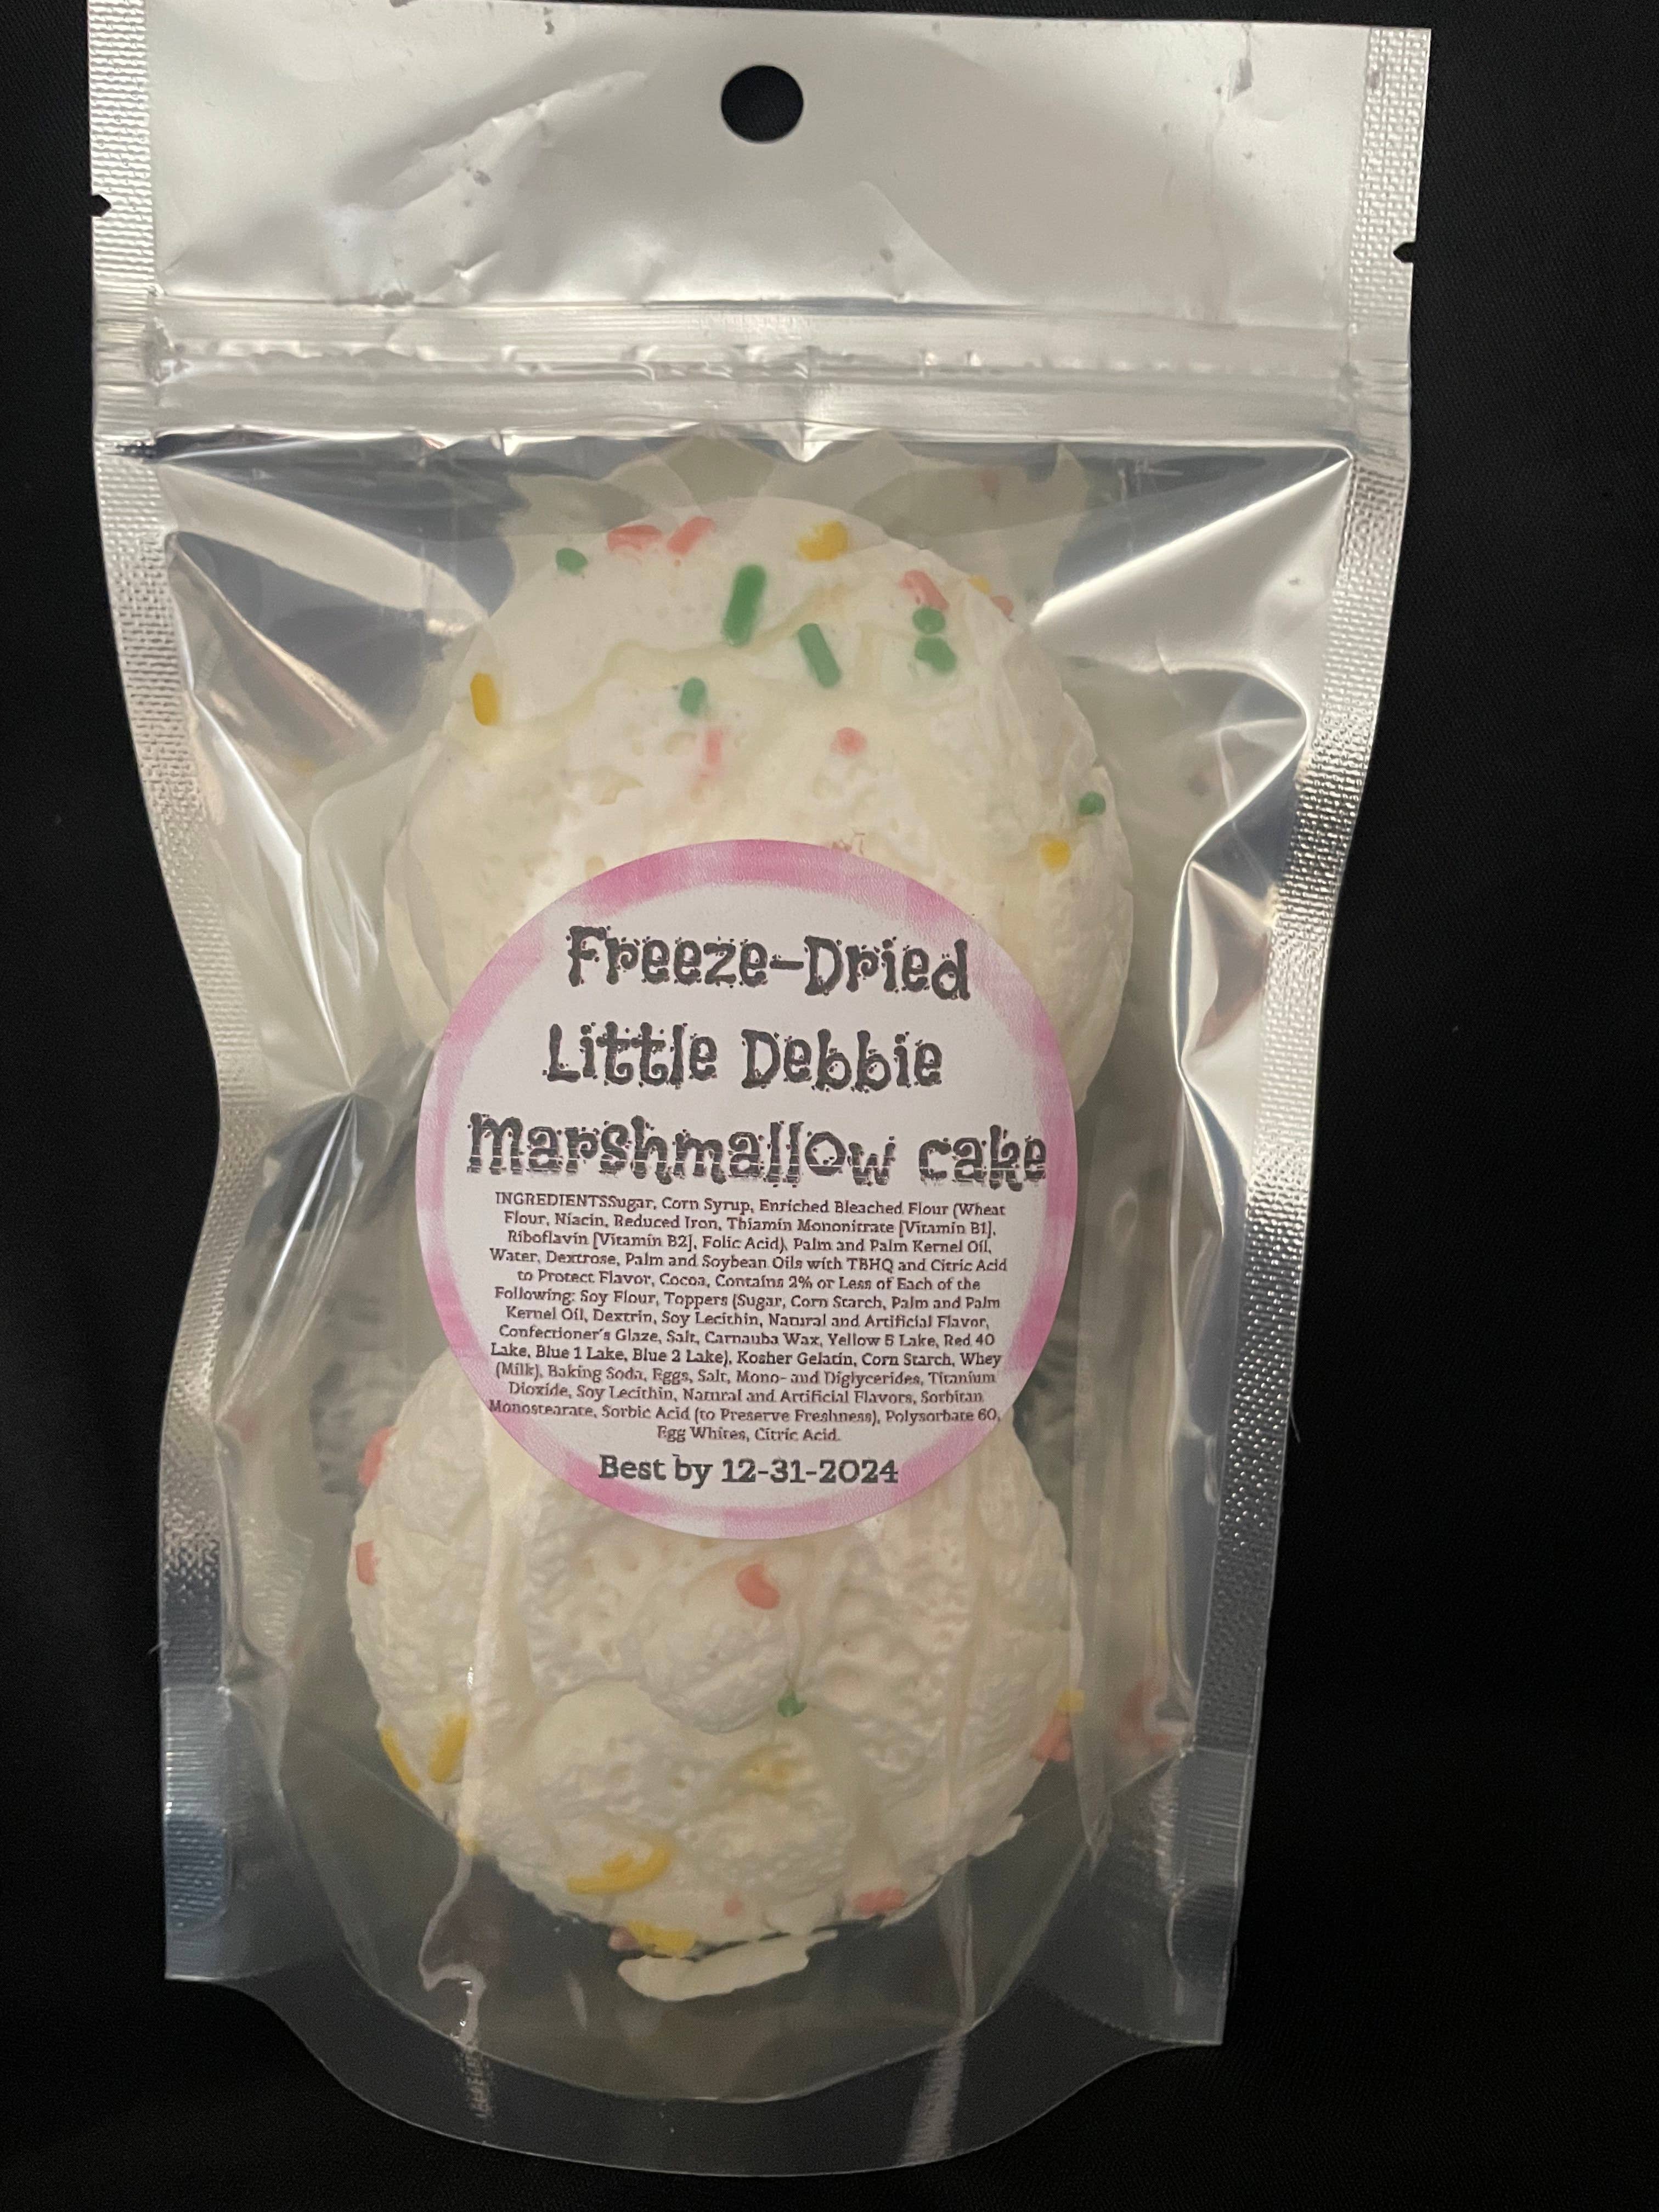 Freeze-Dried
Little Debbie
Marshmallow cake
INGREDIENTSSugar, Corn Syrup, Enriched Bleached Flour (Wheat
Flour, Niacin, Reduced Iron, Thiamin Mononitrate [Vitamin B1],
Riboflavin [Vitamin B2], Folic Acid), Palm and Palm Kernel Oil,
Water, Dextrose, Palm and Soybean Oils with TBHQ and Citric Acid
to Protect Flavor, Cocoa, Contains 2% or Less of Each of the
Following: Soy Flour, Toppers (Sugar, Corn Starch, Palm and Palm
Kernel Oil, Dextrin, Soy Lecithin, Natural and Artificial Flavor,
Confectioner's Glaze, Salt, Carnauba Wax, Yellow 5 Lake, Red 40
Lake, Blue 1 Lake, Blue 2 Lake), Kosher Gelatin, Corn Starch, Whey
(Milk), Baking Soda, Eggs, Salt, Mono- and Diglycerides, Titanium
Dioxide, Soy Lecithin, Natural and Artificial Flavors, Sorbitan
Monostearate, Sorbic Acid (to Preserve Freshness), Polysorbate 60,
Egg Whites, Citric Acid.
Best by 12-31-2024